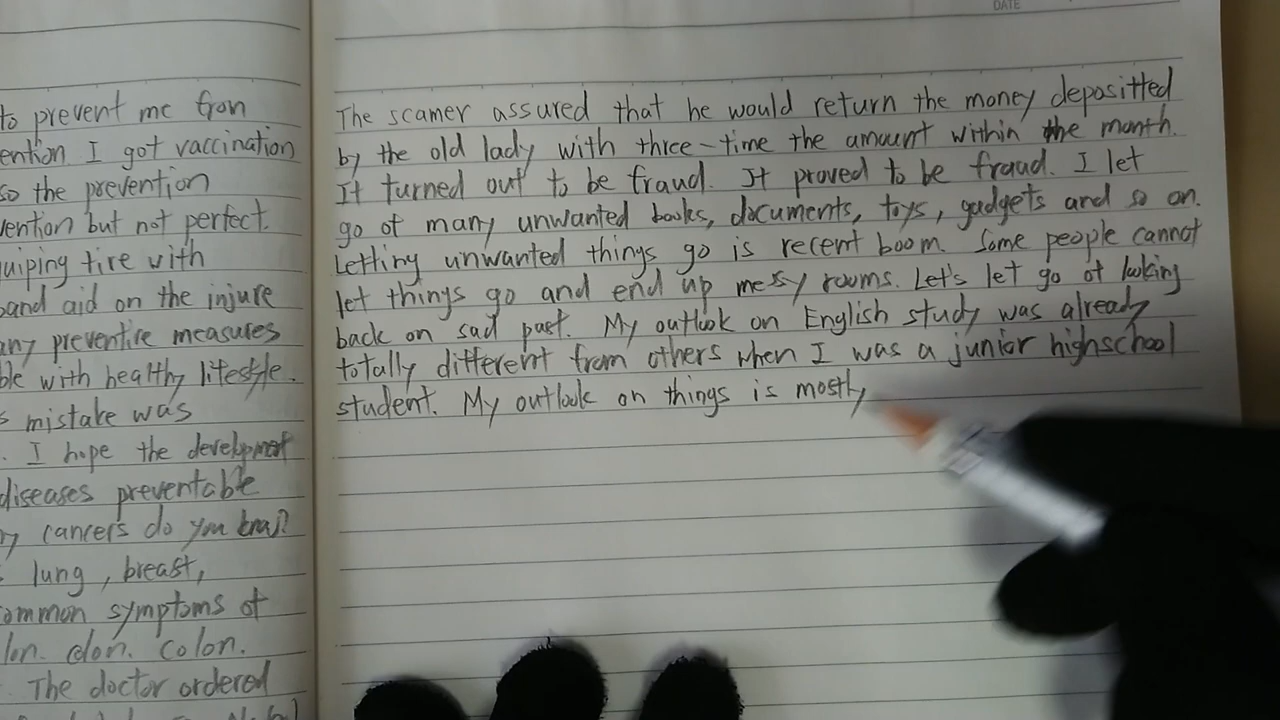 to prevent me from
ention I got vaccination
so the prevention
vention but not perfect.
uiping tire with
band aid on the injure
any preventive measures
ble with healthy lifestyle.
s mistake was
. I hope the development
diseases preventable
cancers do you know?
lung, breast,
ommon symptoms of
lon. clon. colon.
. The doctor ordered
DATE
The scamer assured that he would return the money depositted
by the old lady with three-time the amount within the month.
It turned out to be fraud. It proved to be fraud. I let
go of many unwanted books, documents, toys, gadgets and so on.
Letting unwanted things go is recent boom. Some people cannot
let things go and end up messy rooms. Let's let go of looking
back on sad past. My outlook on English study was already
totally different from others when I was a junior highschool
student. My outlook on things is mostly